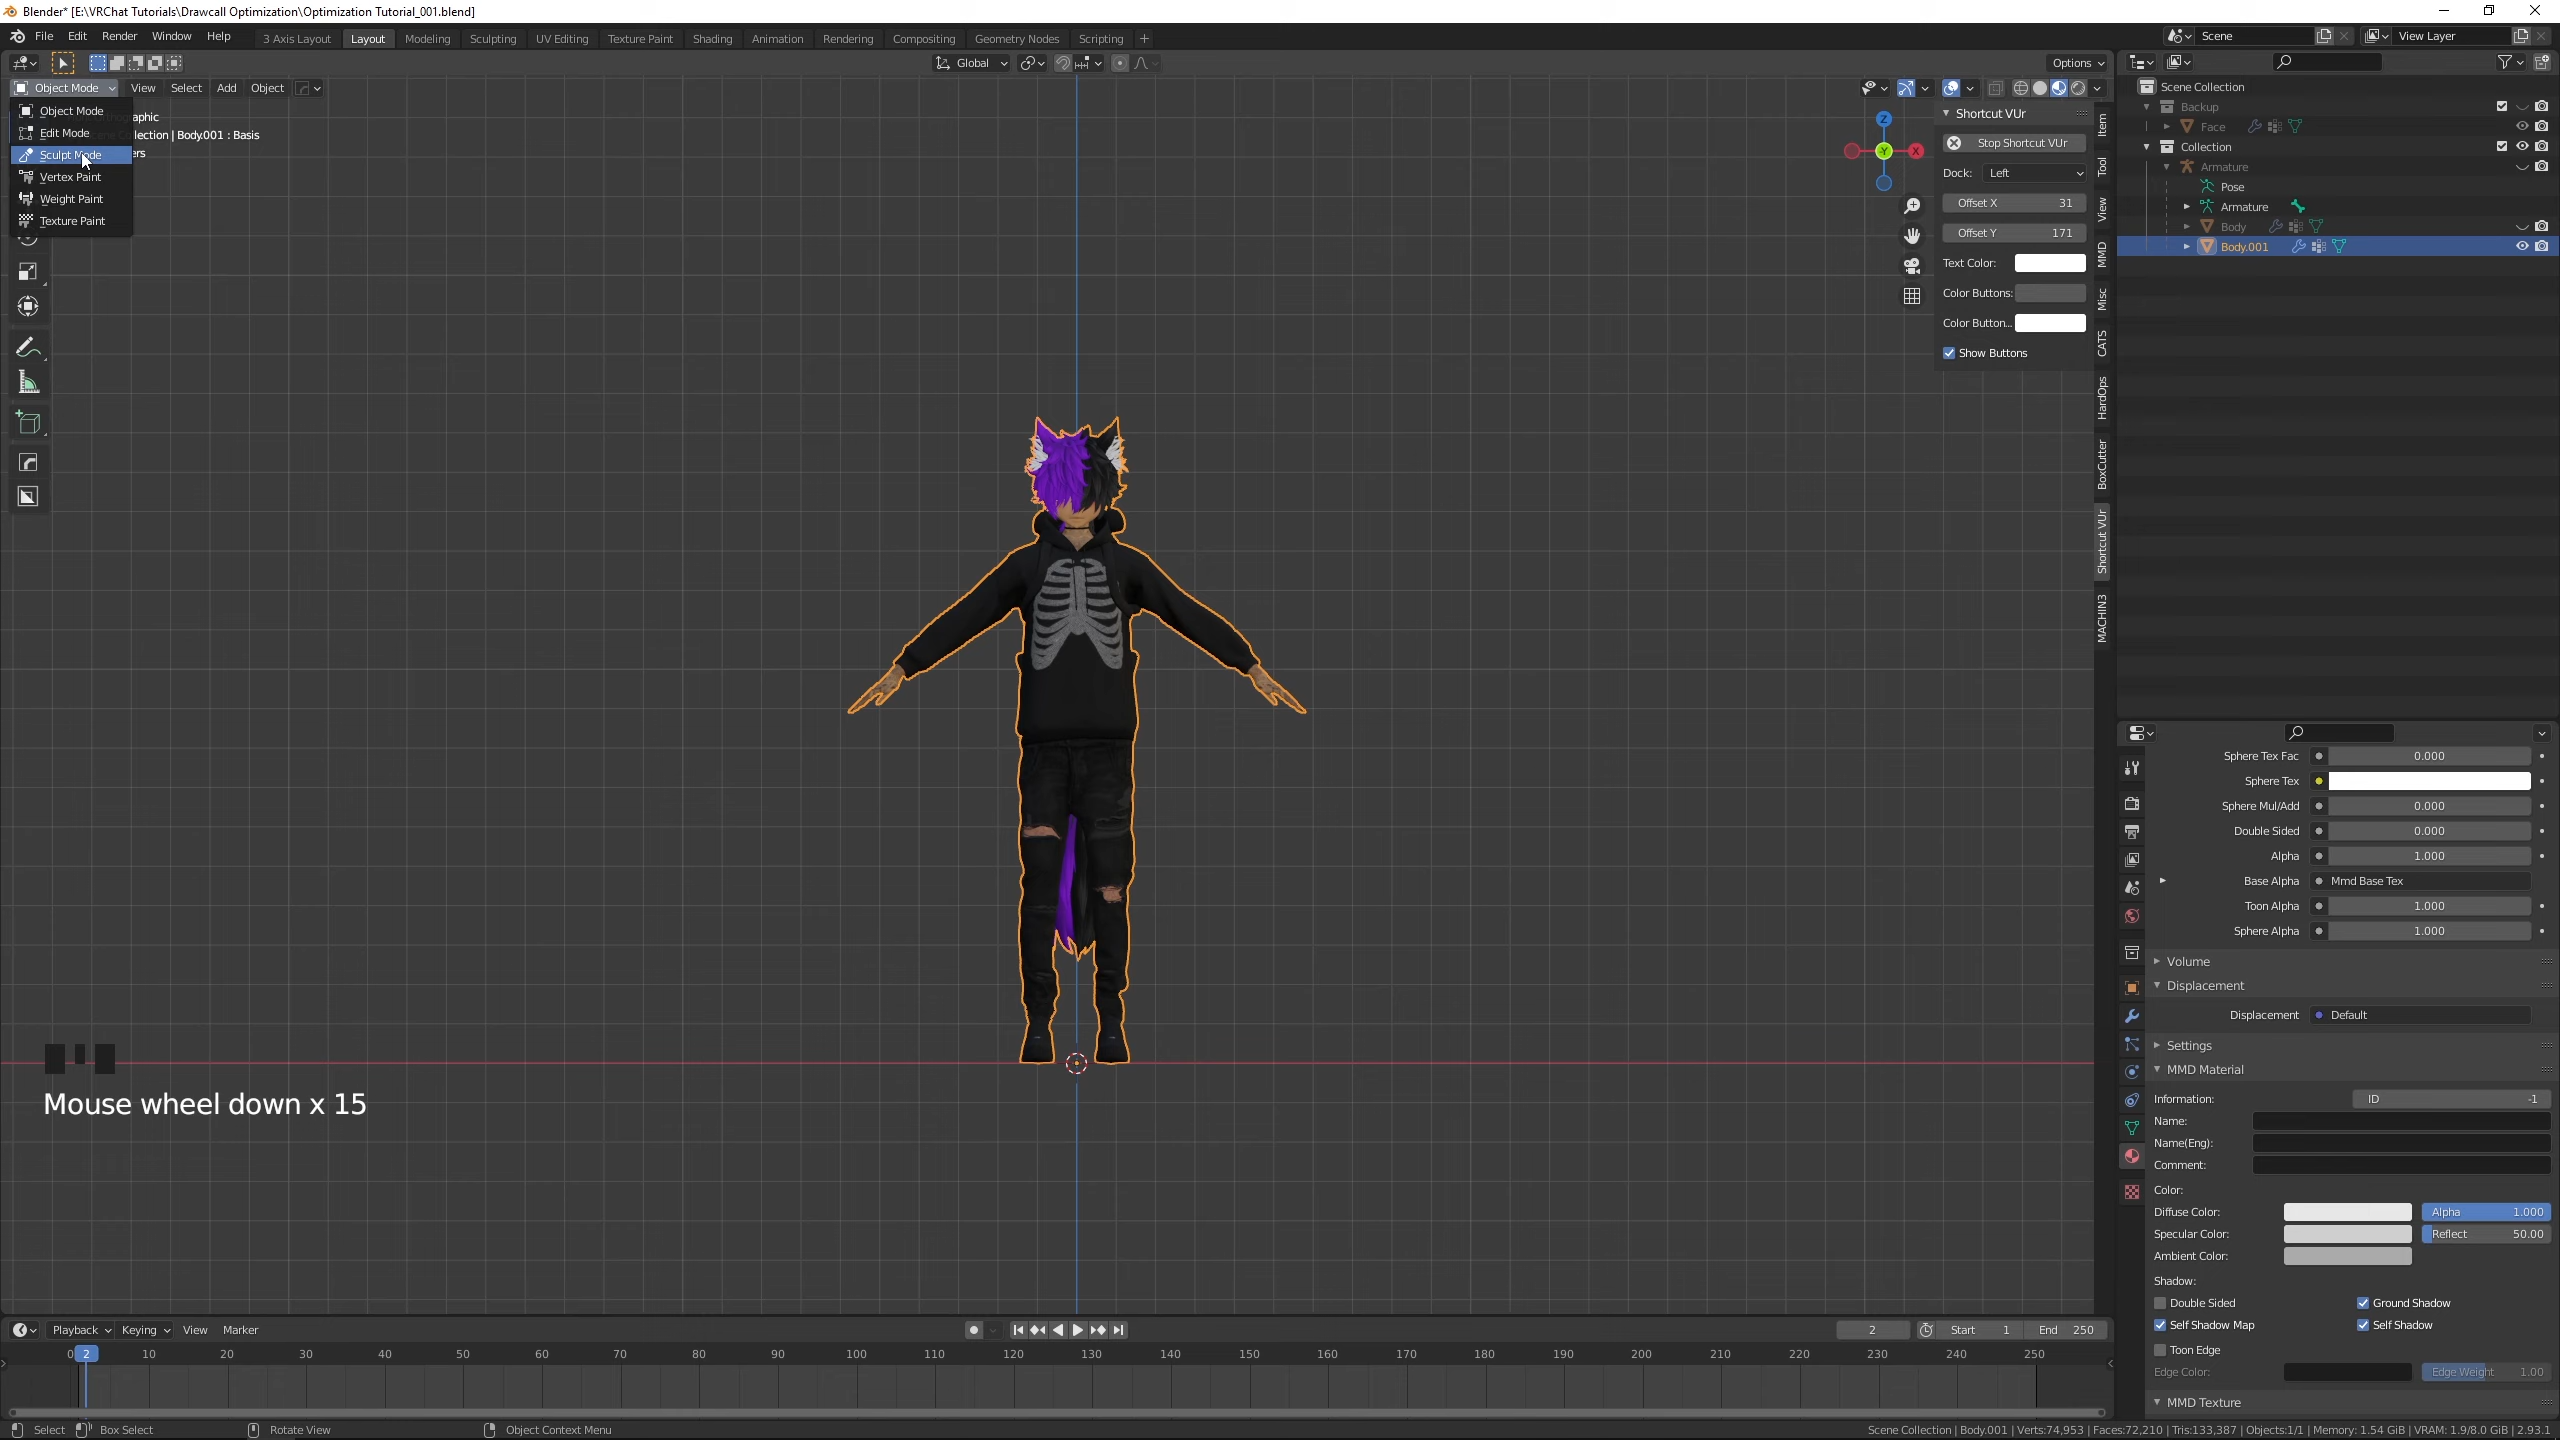 Blender* [E:\VRChat Tutorials\Drawcall Optimization\Optimization Tutorial_001.blend]
File Edit Render Window Help
3 Axis Layout Layout Modeling Sculpting UV Editing Texture Paint Shading Animation Rendering Compositing Geometry Nodes Scripting +
Scene
View Layer
Global
Options
Object Mode View Select Add Object
Object Mode
Edit Mode
Sculpt Mode
Vertex Paint
Weight Paint
Texture Paint
graphic
lection | Body.001 : Basis
ers
Z
-Y
X
Shortcut VUr
Stop Shortcut VUr
Dock: Left
Offset X 31
Offset Y 171
Text Color:
Color Buttons:
Color Button...
Show Buttons
Item
Tool
View
MMD
Misc
CATS
HardOps
BoxCutter
Shortcut VUr
MACHIN3
Scene Collection
Backup
Face
Collection
Armature
Pose
Armature
Body
Body.001
Sphere Tex Fac 0.000
Sphere Tex
Sphere Mul/Add 0.000
Double Sided 0.000
Alpha 1.000
Base Alpha Mmd Base Tex
Toon Alpha 1.000
Sphere Alpha 1.000
Volume
Displacement
Displacement Default
Settings
MMD Material
Information: ID -1
Name:
Name(Eng):
Comment:
Color:
Diffuse Color: Alpha 1.000
Specular Color: Reflect 50.00
Ambient Color:
Shadow:
Double Sided Ground Shadow
Self Shadow Map Self Shadow
Toon Edge
Edge Color: Edge Weight 1.00
MMD Texture
Mouse wheel down x 15
Playback Keying View Marker
2 Start 1 End 250
0 2 10 20 30 40 50 60 70 80 90 100 110 120 130 140 150 160 170 180 190 200 210 220 230 240 250
Select Box Select Rotate View Object Context Menu
Scene Collection | Body.001 | Verts:74,953 | Faces:72,210 | Tris:133,387 | Objects:1/1 | Memory: 1.54 GiB | VRAM: 1.9/8.0 GiB | 2.93.1